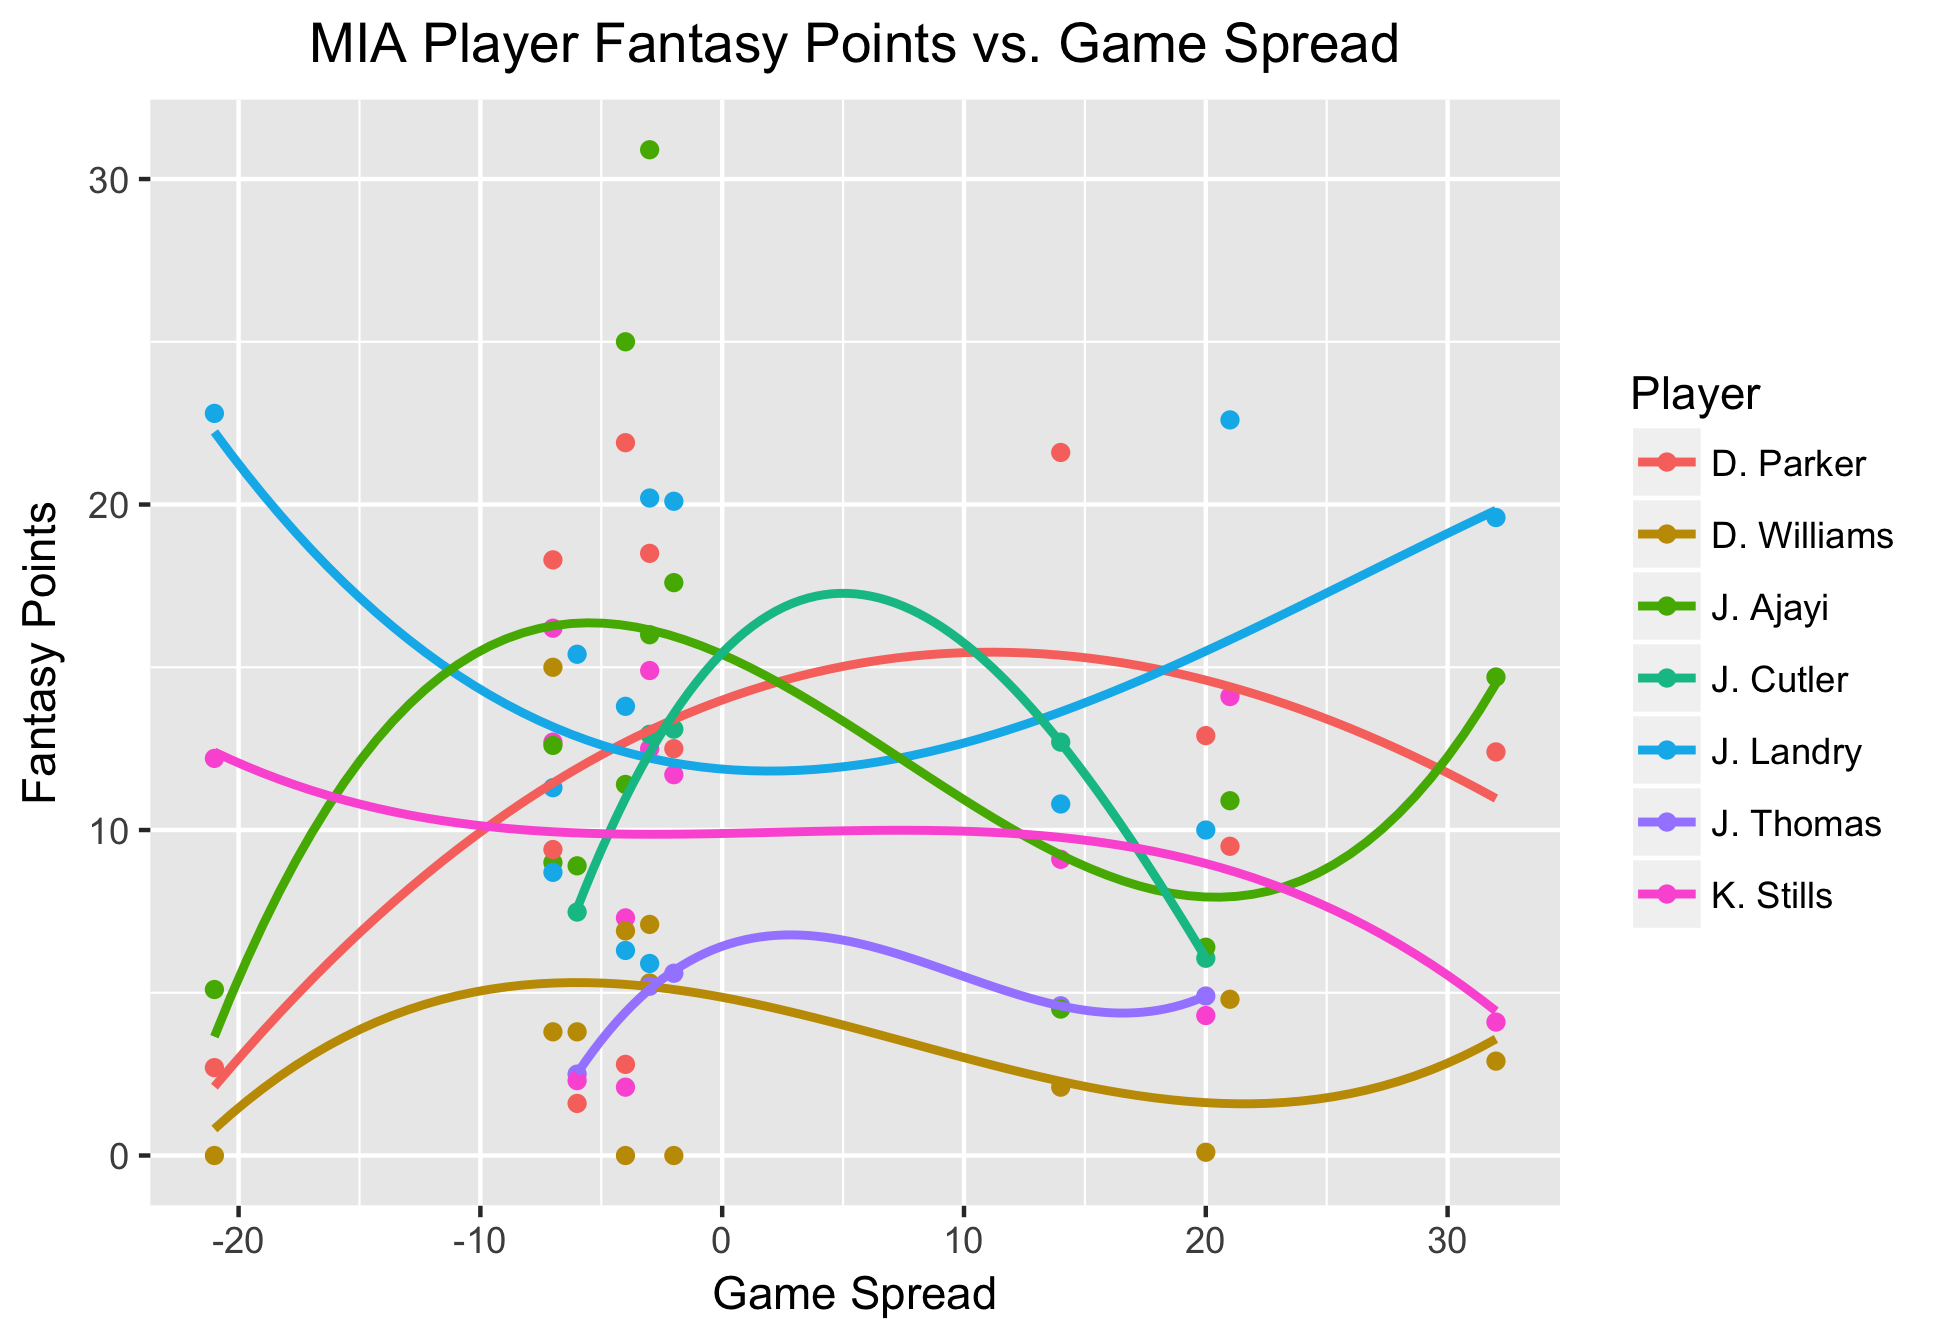 MIA Player Fantasy Points vs. Game Spread
Fantasy Points
30
20
10
0
-20
-10
0
10
20
30
Game Spread
Player
D. Parker
D. Williams
J. Ajayi
J. Cutler
J. Landry
J. Thomas
K. Stills